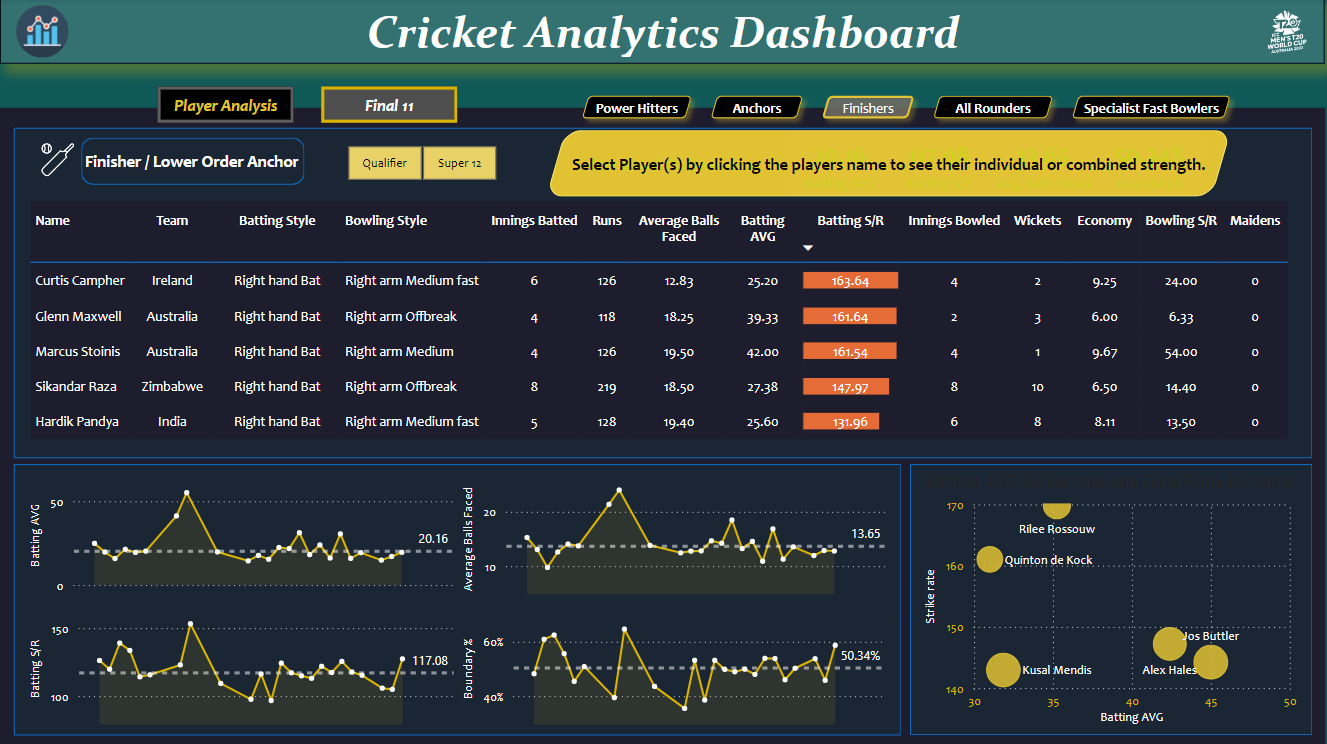 Cricket Analytics Dashboard
T20
ICC
MEN'S T20
WORLD CUP
AUSTRALIA 2022
Player Analysis
Final 11
Power Hitters
Anchors
Finishers
All Rounders
Specialist Fast Bowlers
Finisher / Lower Order Anchor
Qualifier
Super 12
Select Player(s) by clicking the players name to see their individual or combined strength.
Name Team Batting Style Bowling Style Innings Batted Runs Average Balls Faced Batting AVG Batting S/R Innings Bowled Wickets Economy Bowling S/R Maidens
Curtis Campher Ireland Right hand Bat Right arm Medium fast 6 126 12.83 25.20 163.64 4 2 9.25 24.00 0
Glenn Maxwell Australia Right hand Bat Right arm Offbreak 4 118 18.25 39.33 161.64 2 3 6.00 6.33 0
Marcus Stoinis Australia Right hand Bat Right arm Medium 4 126 19.50 42.00 161.54 4 1 9.67 54.00 0
Sikandar Raza Zimbabwe Right hand Bat Right arm Offbreak 8 219 18.50 27.38 147.97 8 10 6.50 14.40 0
Hardik Pandya India Right hand Bat Right arm Medium fast 5 128 19.40 25.60 131.96 6 8 8.11 13.50 0
Batting AVG
50
0
20.16
Average Balls Faced
20
10
13.65
Batting S/R
150
100
117.08
Boundary %
60%
40%
50.34%
Strike rate
170
160
150
140
Rilee Rossouw
Quinton de Kock
Jos Buttler
Alex Hales
Kusal Mendis
30 35 40 45 50
Batting AVG